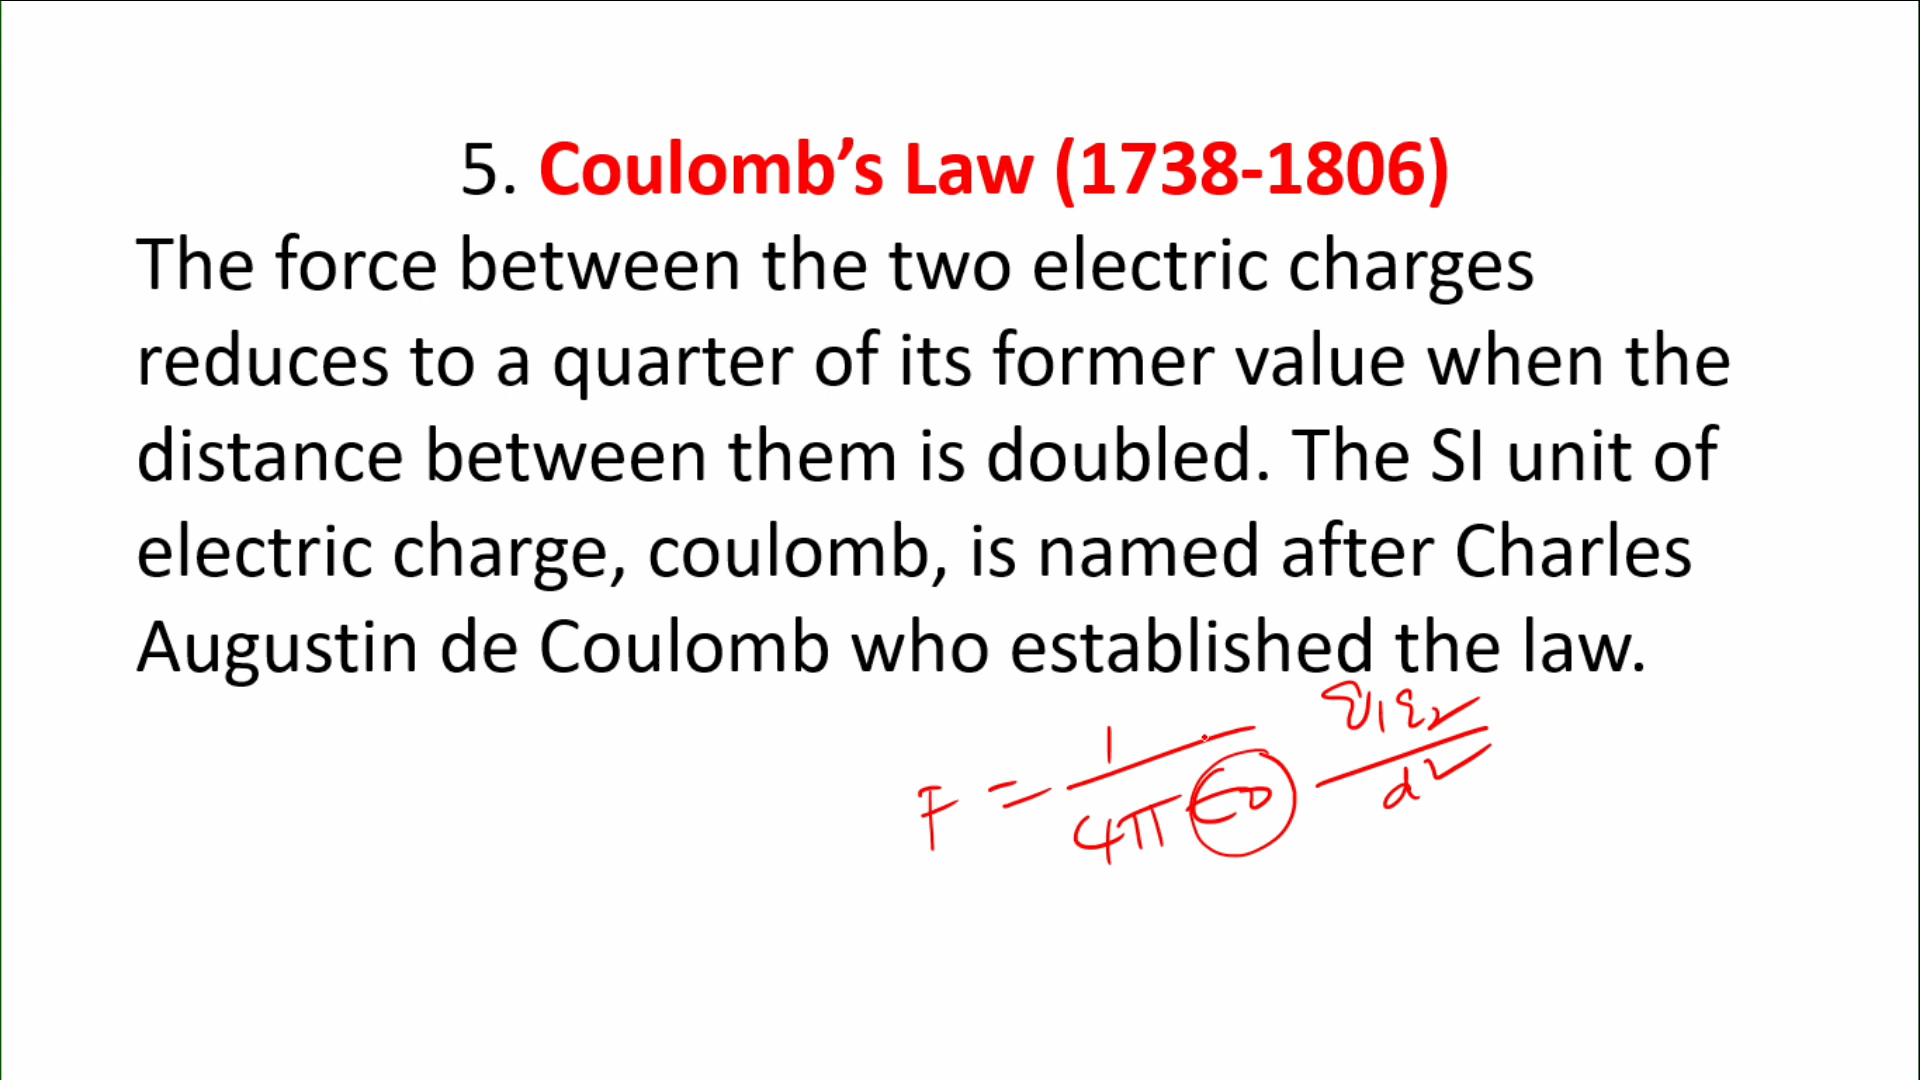 5. Coulomb’s Law (1738-1806)
The force between the two electric charges
reduces to a quarter of its former value when the
distance between them is doubled. The SI unit of
electric charge, coulomb, is named after Charles
Augustin de Coulomb who established the law.
F = 1/4π∈0 q1q2/d2